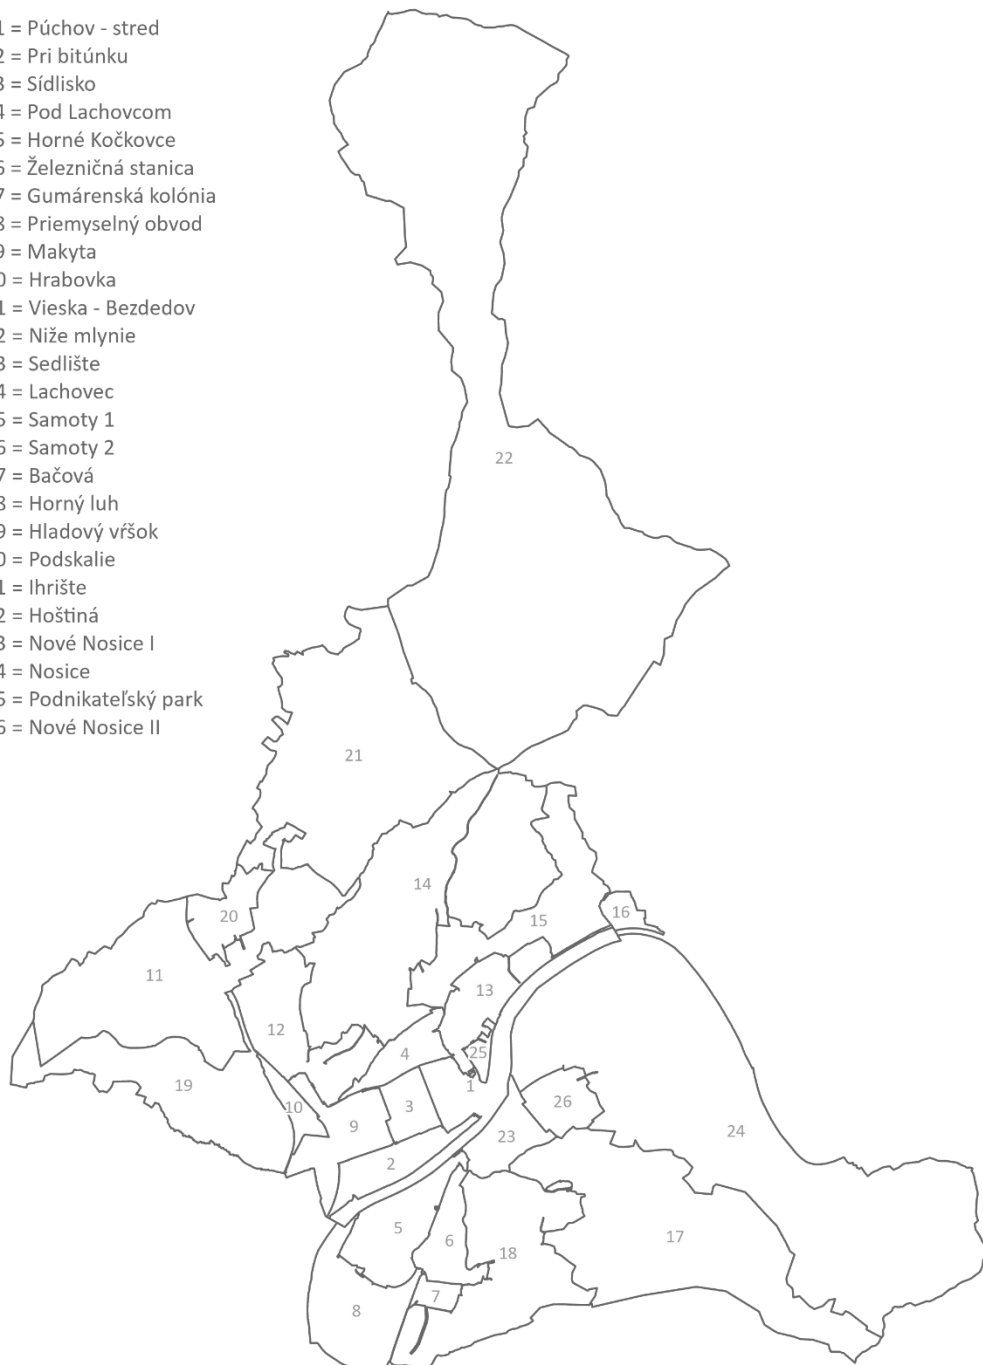 1 = Púchov - stred
2 = Pri bitúnku
3 = Sídlisko
4 = Pod Lachovcom
5 = Horné Kočkovce
6 = Železničná stanica
7 = Gumárenská kolónia
8 = Priemyselný obvod
9 = Makyta
0 = Hrabovka
1 = Vieska - Bezdedov
2 = Niže mlynie
3 = Sedlište
4 = Lachovec
5 = Samoty 1
6 = Samoty 2
7 = Bačová
8 = Horný luh
9 = Hladový vŕšok
0 = Podskalie
1 = Ihrište
2 = Hoštiná
3 = Nové Nosice I
4 = Nosice
5 = Podnikateľský park
6 = Nové Nosice II
22
21
14
20
15
16
11
13
12
25
4
19
1
10
3
26
9
23
24
2
5
6
17
18
7
8